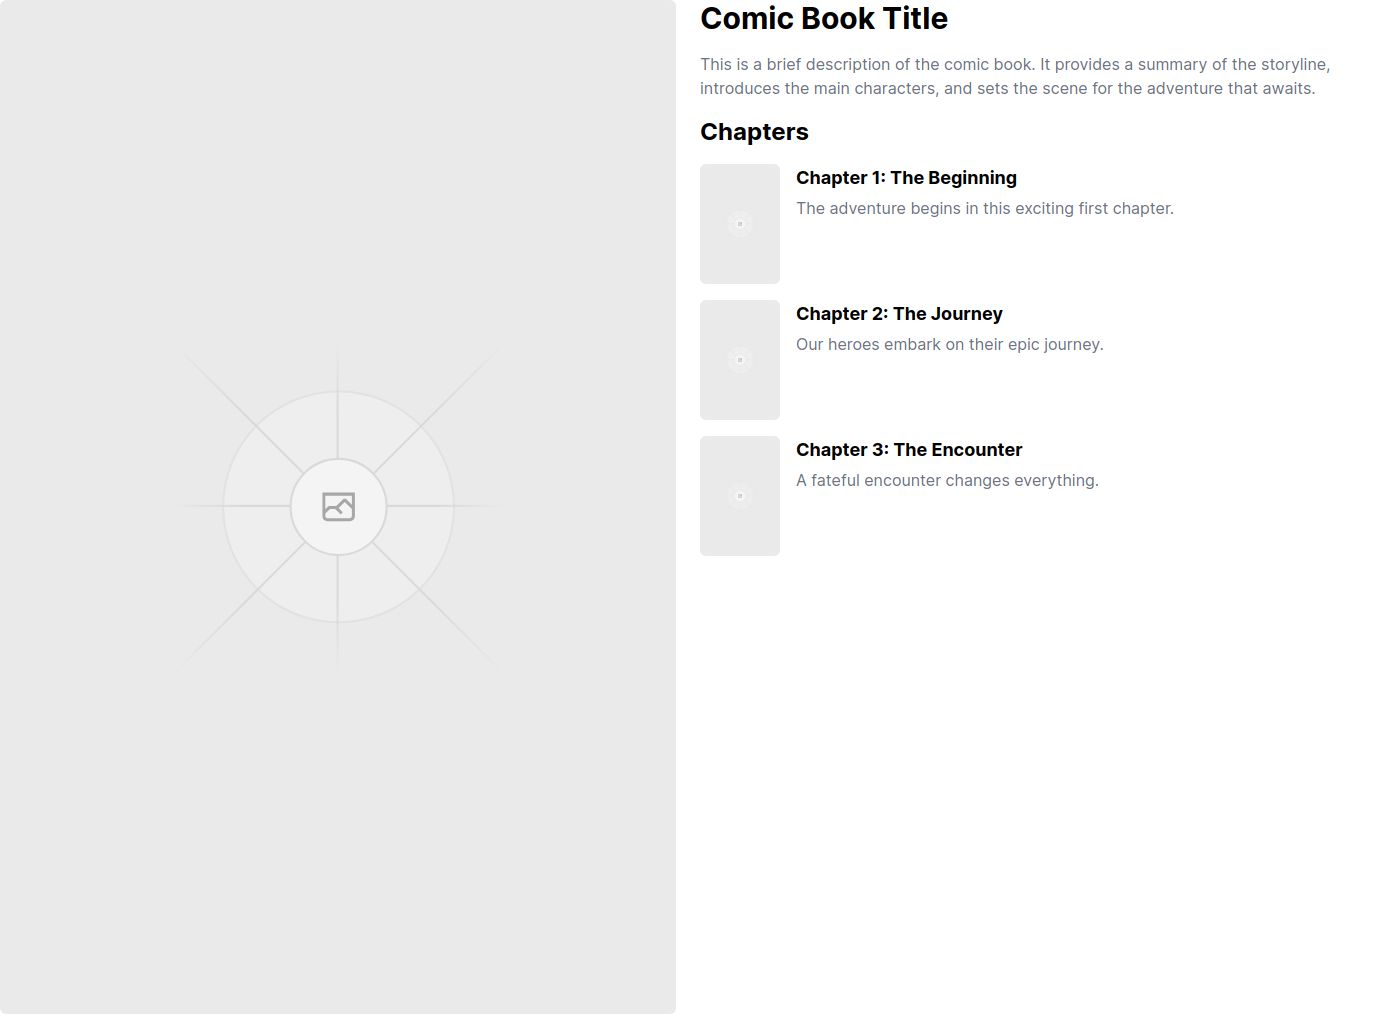 Comic Book Title
This is a brief description of the comic book. It provides a summary of the storyline,
introduces the main characters, and sets the scene for the adventure that awaits.
Chapters
Chapter 1: The Beginning
The adventure begins in this exciting first chapter.
Chapter 2: The Journey
Our heroes embark on their epic journey.
Chapter 3: The Encounter
A fateful encounter changes everything.